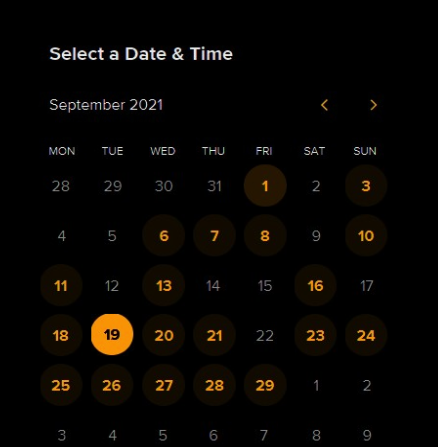 Select a Date & Time
September 2021
MON TUE WED THU FRI SAT SUN
28 29 30 31 1 2 3
4 5 6 7 8 9 10
11 12 13 14 15 16 17
18 19 20 21 22 23 24
25 26 27 28 29 1 2
3 4 5 6 7 8 9